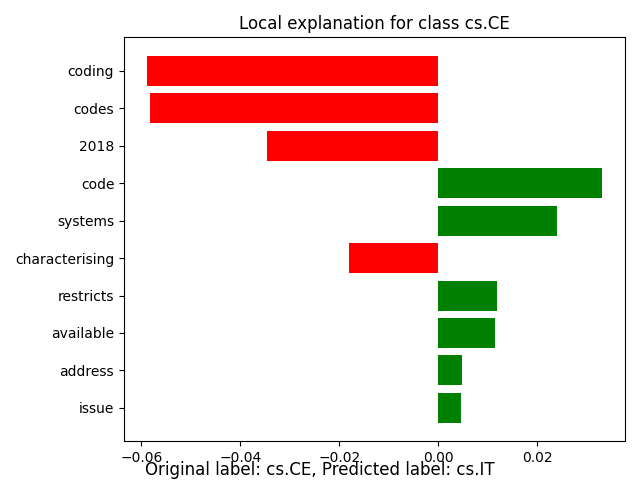 Local explanation for class cs.CE
coding
codes
2018
code
systems
characterising
restricts
available
address
issue
−0.06 −0.04 −0.02 0.00 0.02
Original label: cs.CE, Predicted label: cs.IT